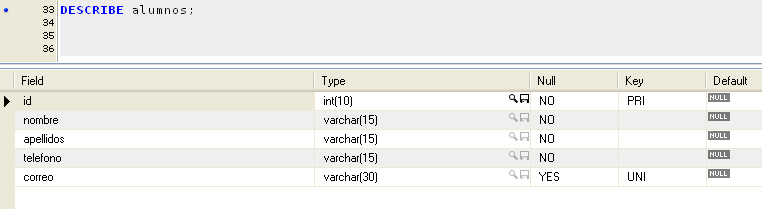 33 DESCRIBE alumnos;
34
35
36
Field Type Null Key Default
id int(10) NO PRI NULL
nombre varchar(15) NO NULL
apellidos varchar(15) NO NULL
telefono varchar(15) NO NULL
correo varchar(30) YES UNI NULL